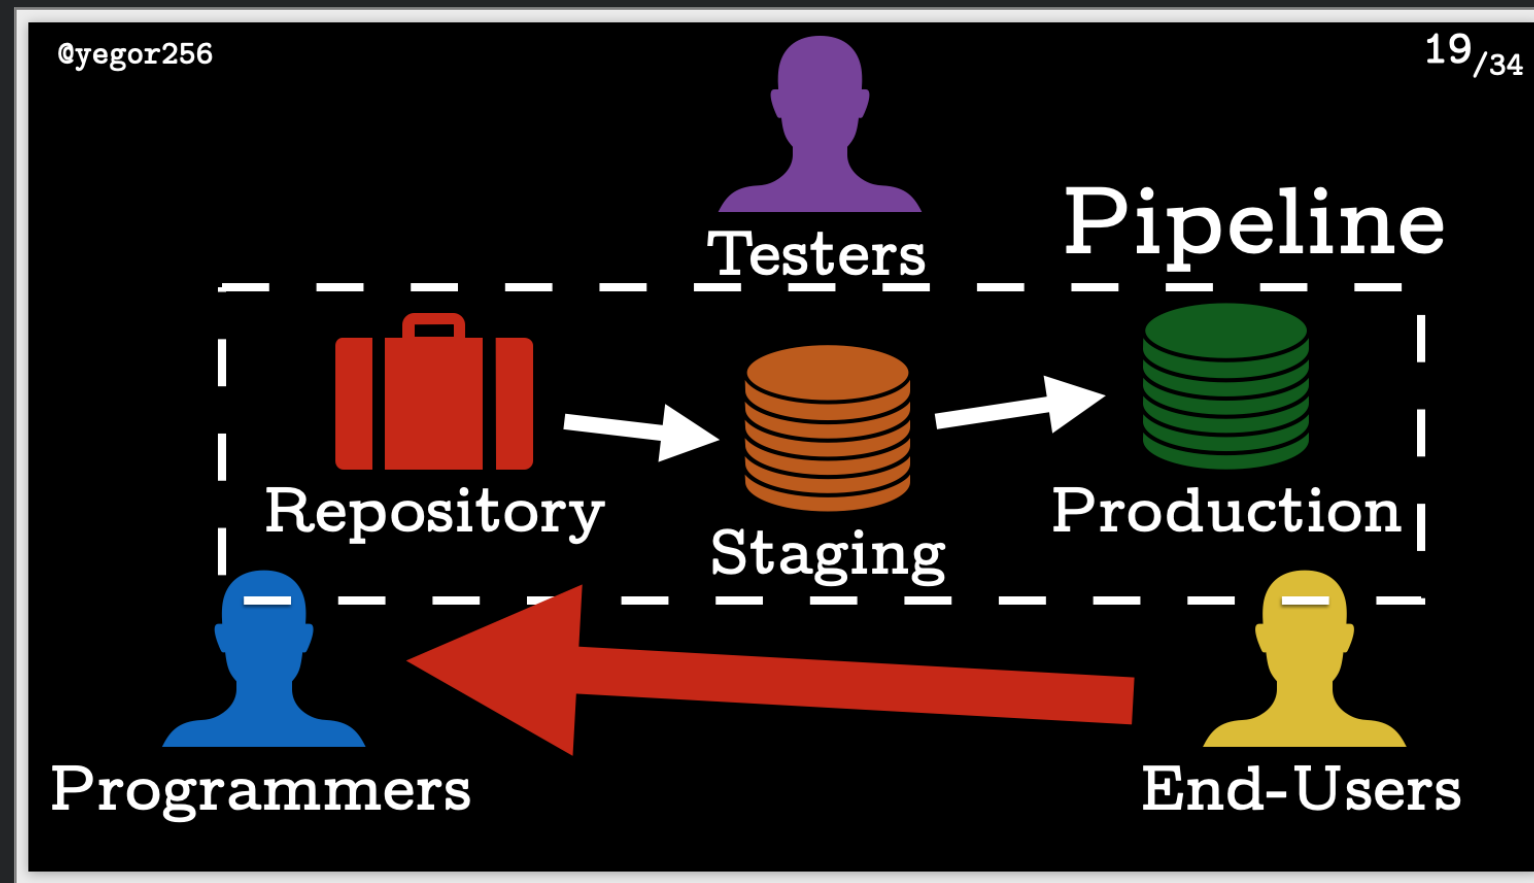 @yegor256
19/34
Testers
Pipeline
Repository
Staging
Production
Programmers
End-Users